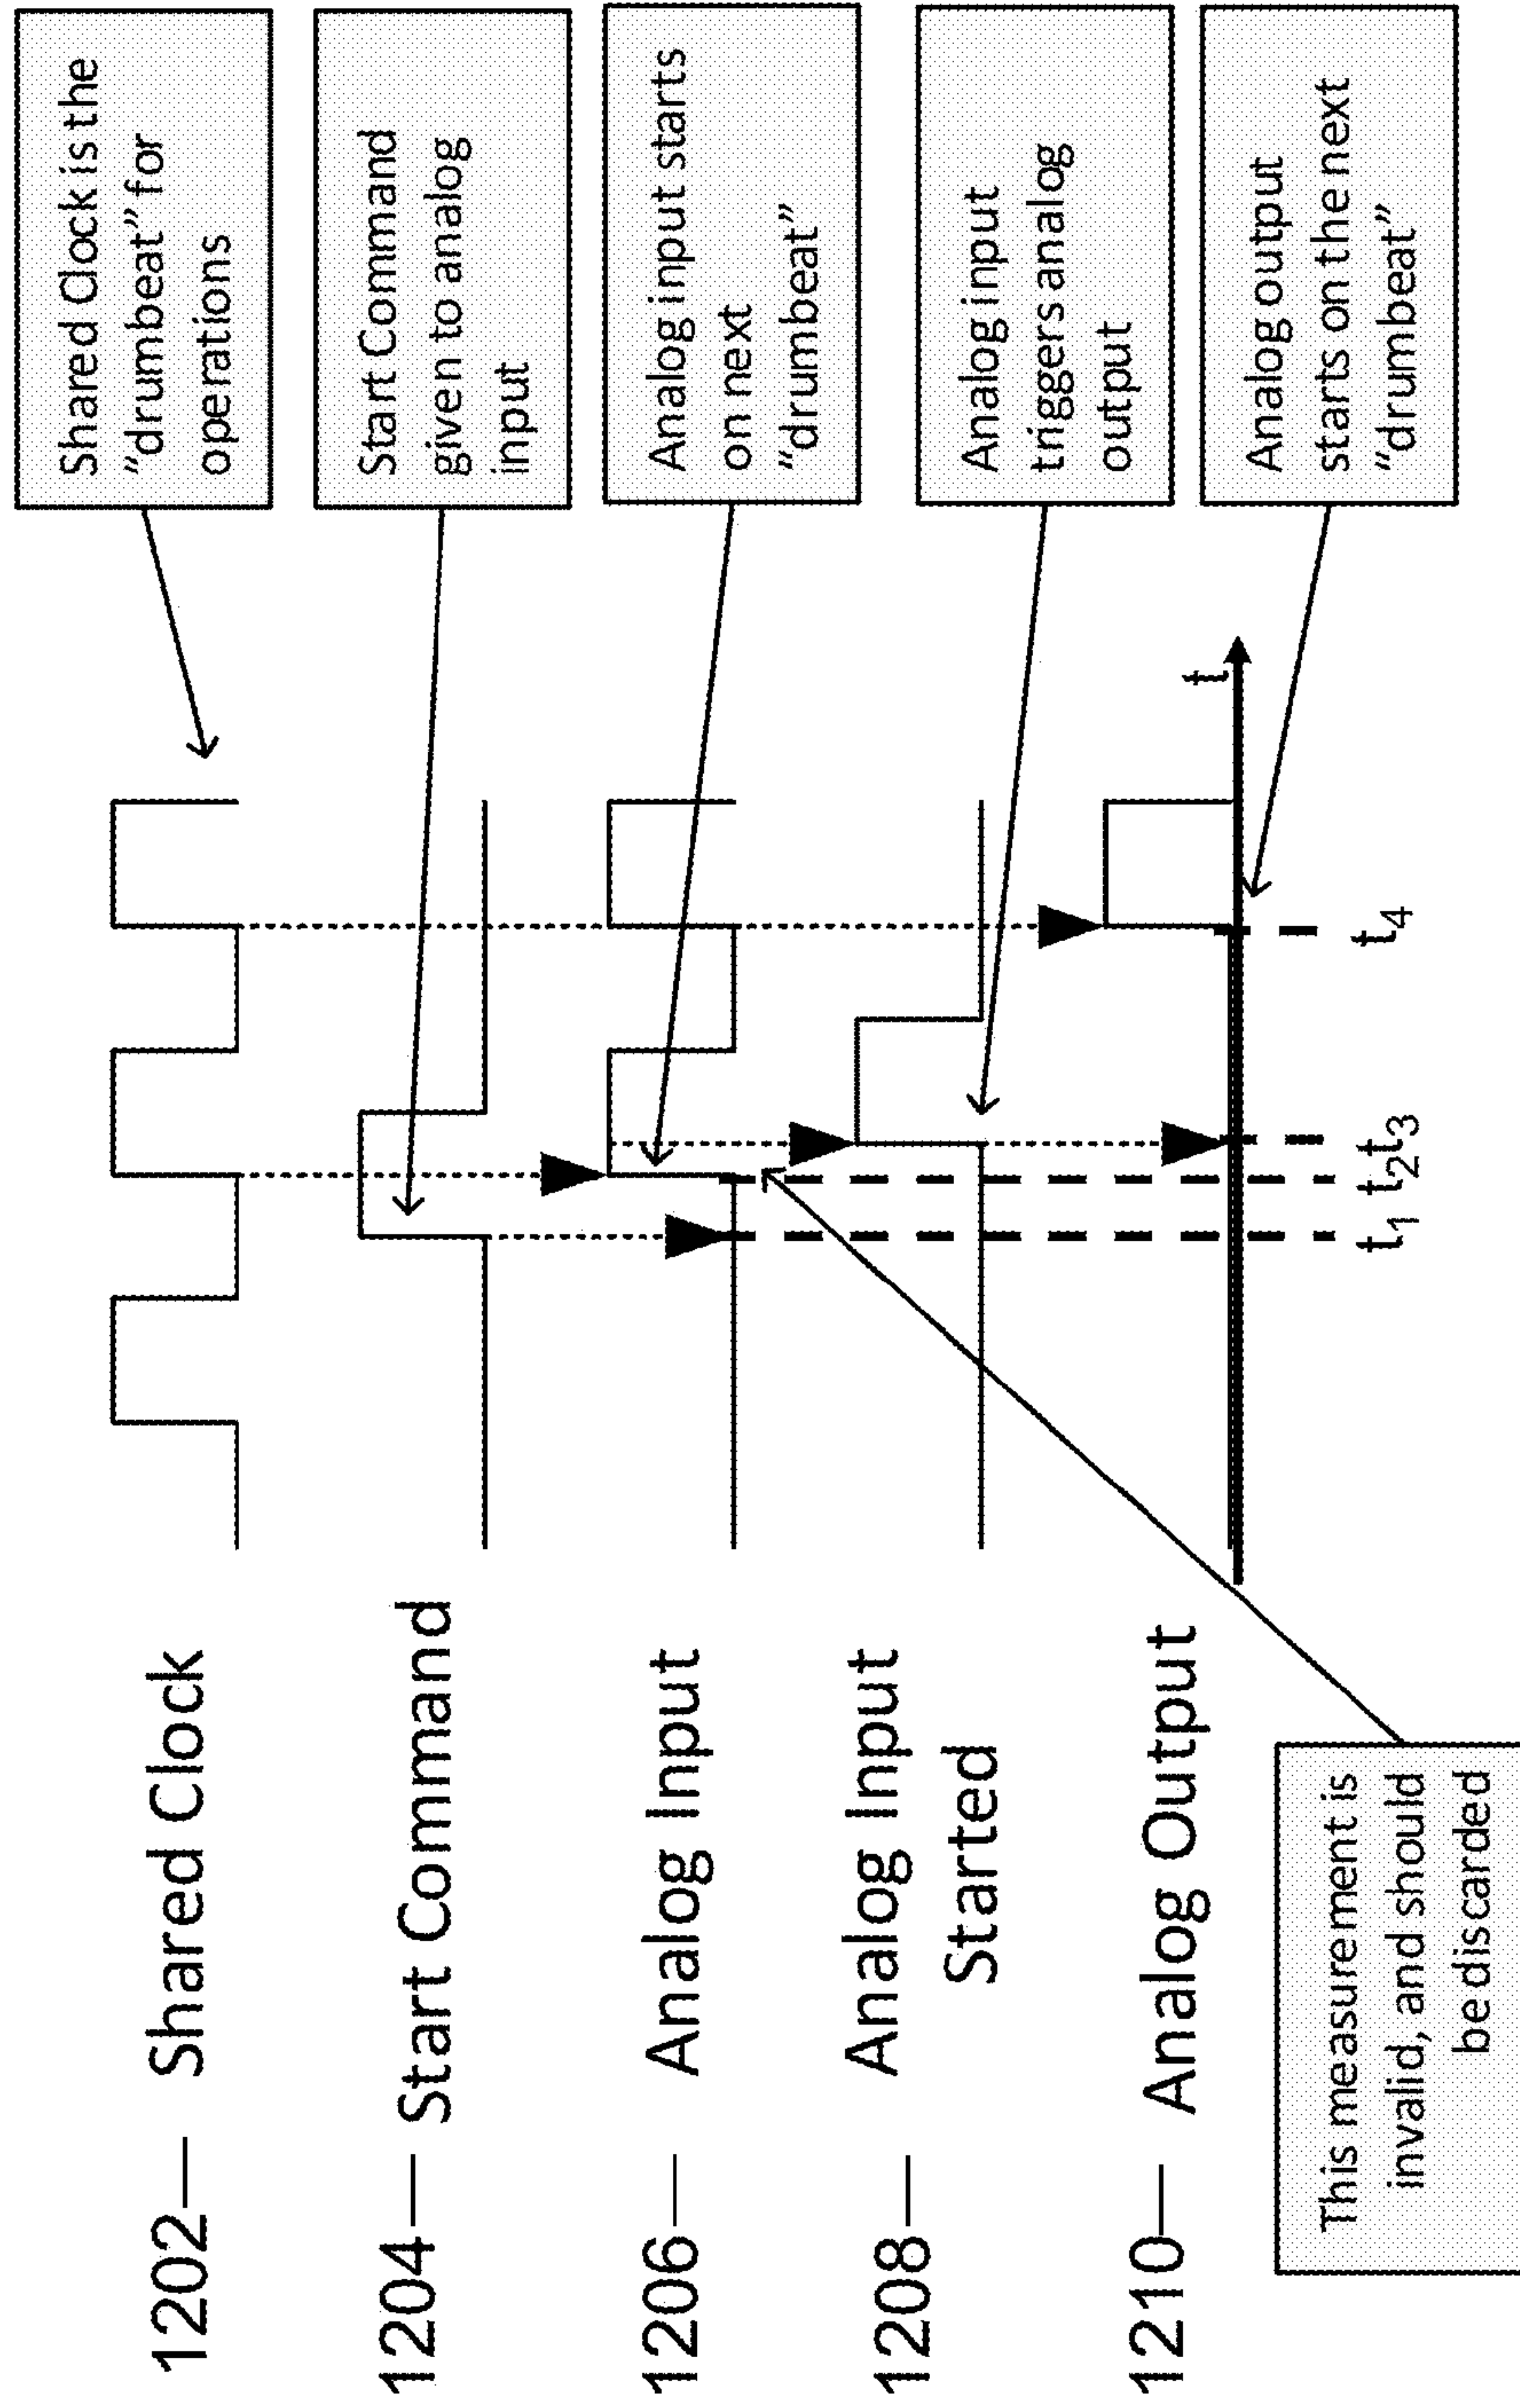 1202— Shared Clock
1204— Start Command
1206— Analog Input
1208— Analog Input
Started
1210— Analog Output
Shared Clock is the
”drumbeat” for
operations
Start Command
given to analog
input
Analog input starts
on next
”drumbeat”
Analog input
triggers analog
output
Analog output
starts on the next
”drumbeat”
t
t₁ t₂ t₃ t₄
This measurement is
invalid, and should
be discarded